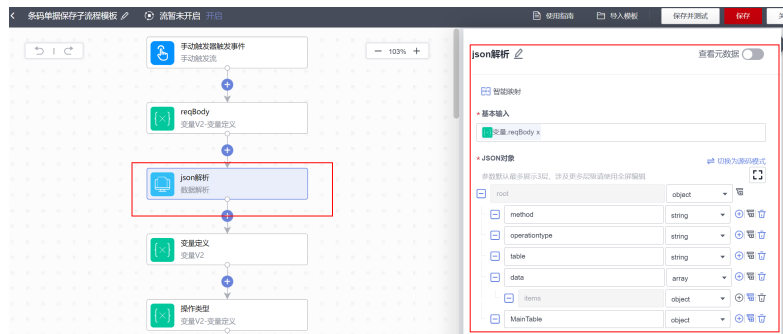 条码单据保存子流程模板 流暂未开启 开启 使用指南 导入模板 保存并测试 保存
手动触发器触发事件
手动触发流
103%
reqBody
变量V2-变量定义
json解析
数据解析
变量定义
变量V2
操作类型
变量V2-变量定义
json解析 查看元数据
智能映射
* 基本输入
变量.reqBody x
* JSON对象 切换为源码模式
参数默认最多展示3层，涉及更多层级请使用全屏编辑
root object
method string
operationtype string
table string
data array
items object
MainTable object